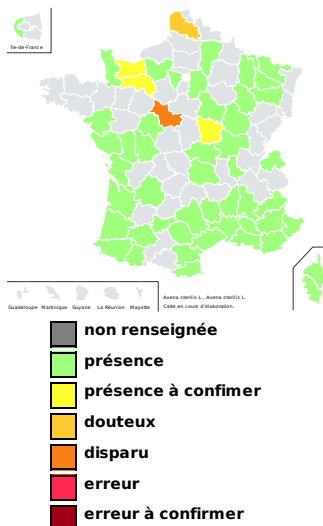 Île-de-France
Guadeloupe Martinique Guyane La Réunion Mayotte
Avena sterilis L., Avena sterilis L.
Carte en cours d'élaboration.
non renseignée
présence
présence à confimer
douteux
disparu
erreur
erreur à confirmer